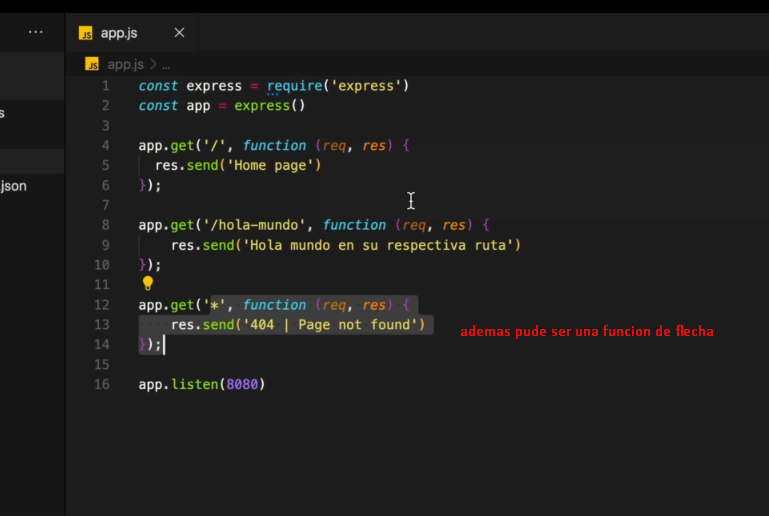 ... JS app.js ×
JS app.js > ...
1 const express = require('express')
2 const app = express()
3
4 app.get('/', function (req, res) {
5 res.send('Home page')
6 });
7
8 app.get('/hola-mundo', function (req, res) {
9 res.send('Hola mundo en su respectiva ruta')
10 });
11
12 app.get('*', function (req, res) {
13 res.send('404 | Page not found')
14 });
15
16 app.listen(8080)
s
.json
ademas pude ser una funcion de flecha